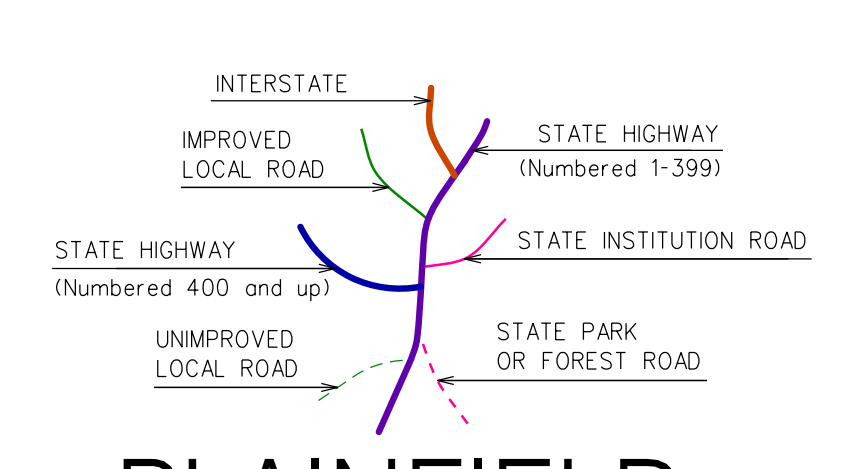 INTERSTATE
STATE HIGHWAY
(Numbered 1-399)
IMPROVED
LOCAL ROAD
STATE HIGHWAY
(Numbered 400 and up)
STATE INSTITUTION ROAD
UNIMPROVED
LOCAL ROAD
STATE PARK
OR FOREST ROAD
PLAINFIELD